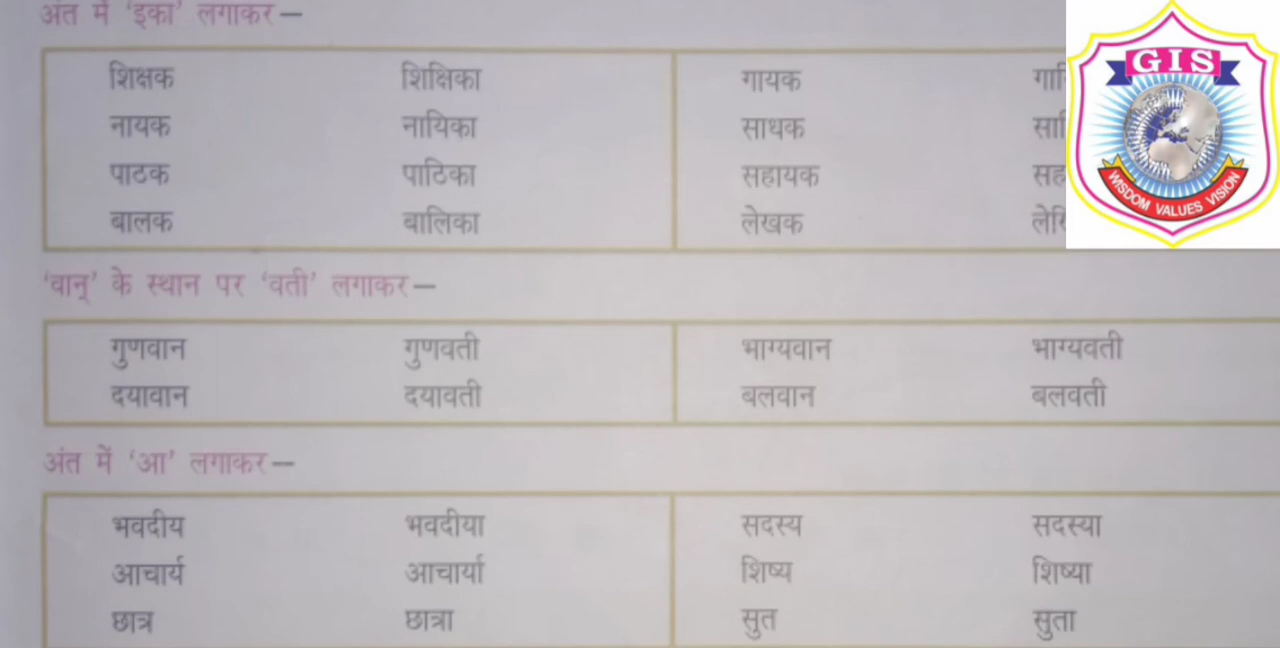 अंत में ‘इका’ लगाकर—
शिक्षक शिक्षिका गायक
नायक नायिका साधक
पाठक पाठिका सहायक
बालक बालिका लेखक
‘वान्’ के स्थान पर ‘वती’ लगाकर—
गुणवान गुणवती भाग्यवान भाग्यवती
दयावान दयावती बलवान बलवती
अंत में ‘आ’ लगाकर—
भवदीय भवदीया सदस्य सदस्या
आचार्य आचार्या शिष्य शिष्या
छात्र छात्रा सुत सुता
GIS
WISDOM VALUES VISION